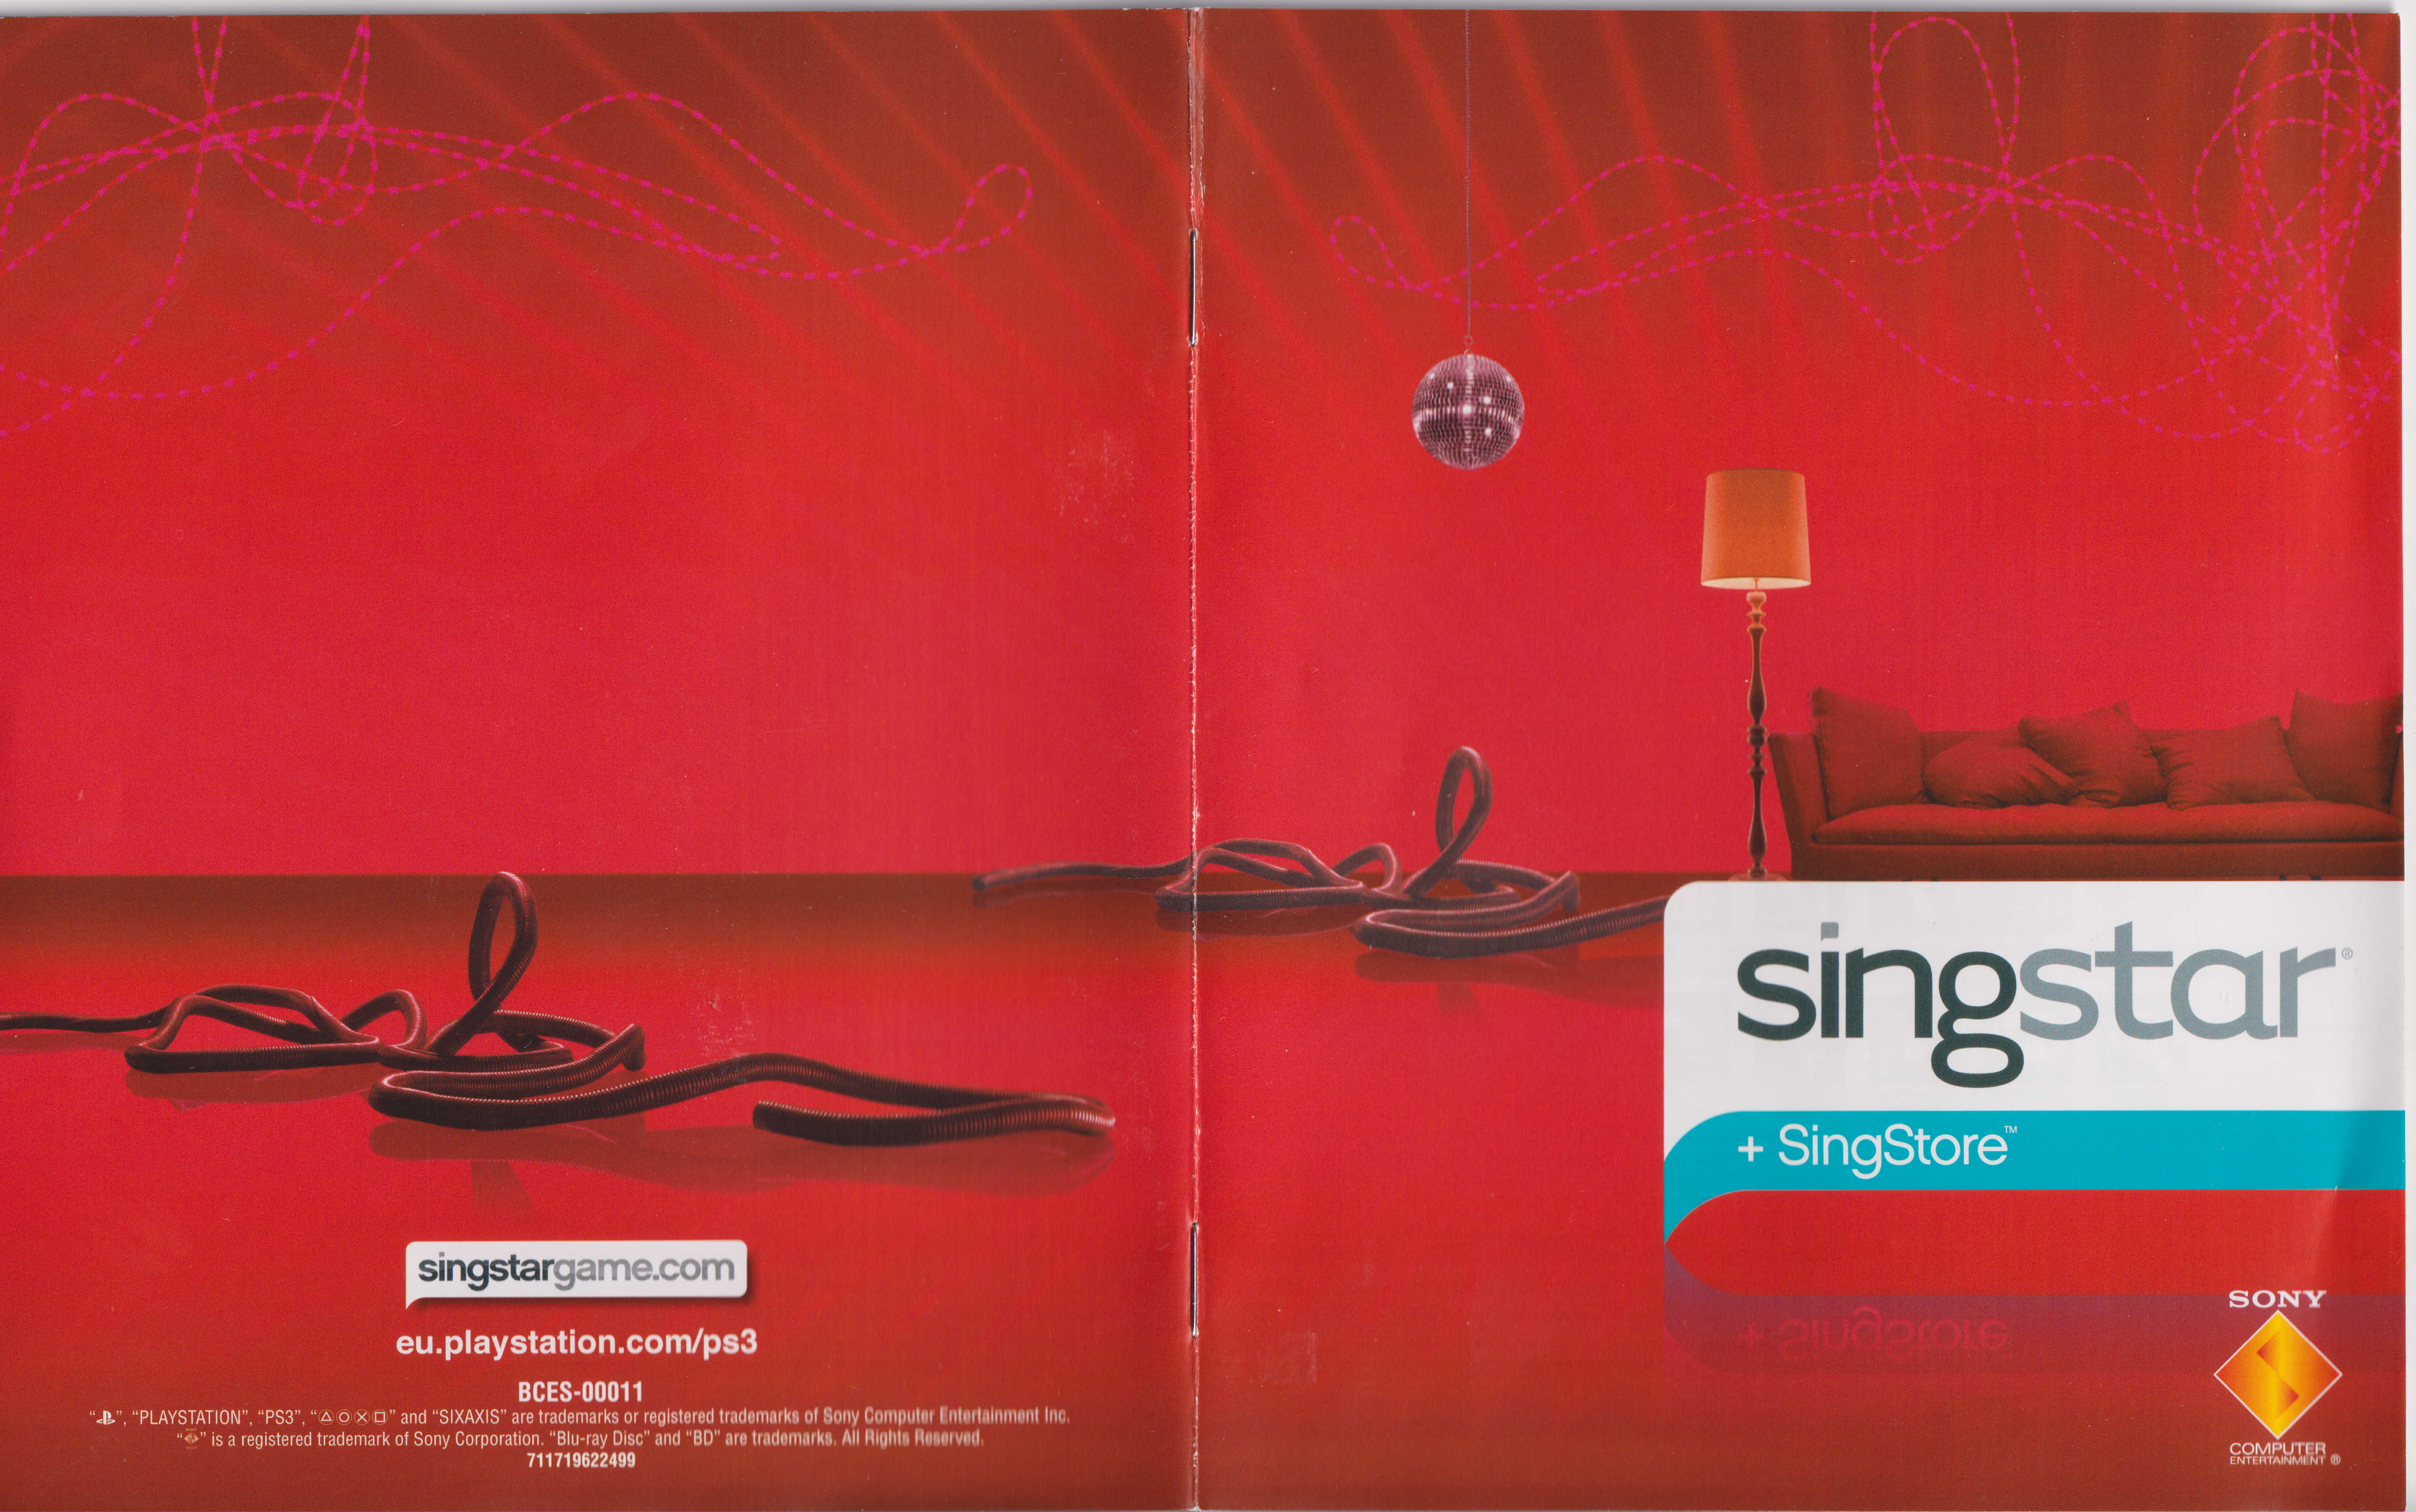 singstargame.com
eu.playstation.com/ps3
BCES-00011
“ ”, “PLAYSTATION”, “PS3”, “△○×□” and “SIXAXIS” are trademarks or registered trademarks of Sony Computer Entertainment Inc.
“ ” is a registered trademark of Sony Corporation. “Blu-ray Disc” and “BD” are trademarks. All Rights Reserved.
711719622499
singstar®
+ SingStore™
+ SingStore
SONY
COMPUTER
ENTERTAINMENT ®